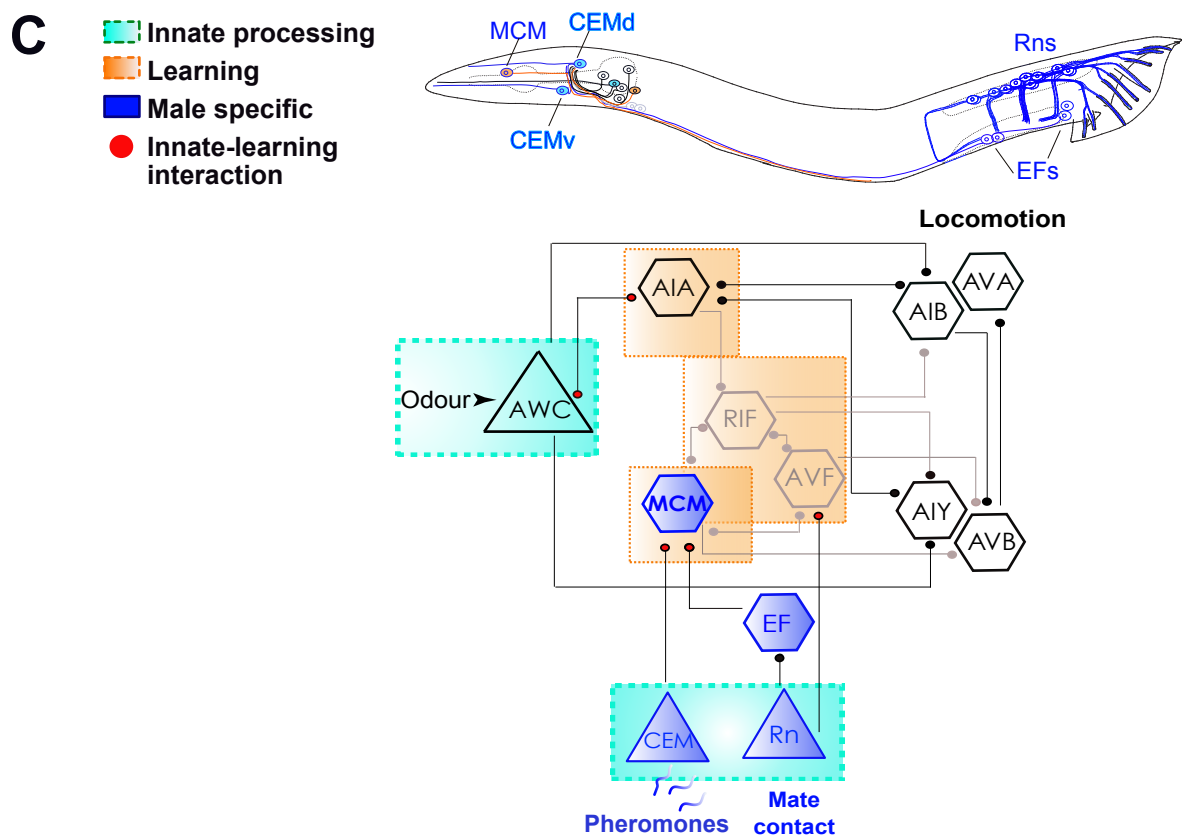 C
Innate processing
Learning
Male specific
Innate-learning
interaction
MCM
CEMd
CEMv
Rns
EFs
Locomotion
AIA
AIB
AVA
Odour
AWC
RIF
AVF
MCM
AIY
AVB
EF
CEM
Rn
Pheromones
Mate
contact